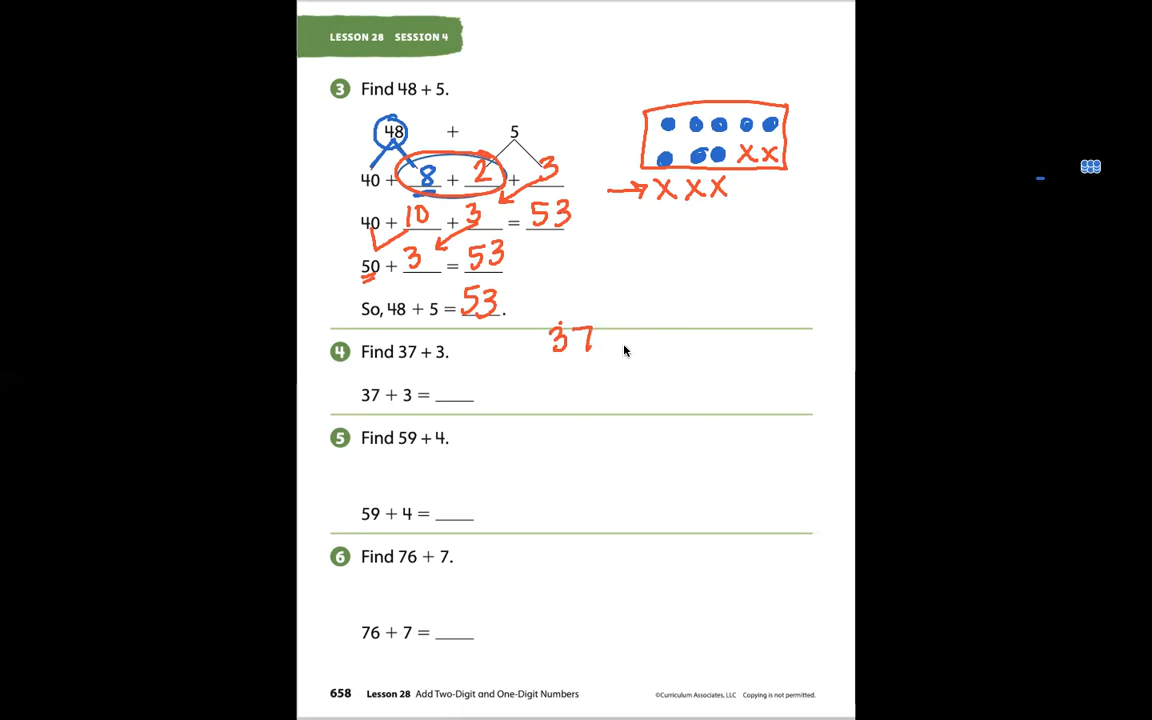 LESSON 28 SESSION 4
3 Find 48 + 5.
48 + 5
40 + 8 + 2 + 3
X X
X X X
40 + 10 + 3 = 53
50 + 3 = 53
So, 48 + 5 = 53.
37
4 Find 37 + 3.
37 + 3 = ____
5 Find 59 + 4.
59 + 4 = ____
6 Find 76 + 7.
76 + 7 = ____
658 Lesson 28 Add Two-Digit and One-Digit Numbers ©Curriculum Associates, LLC Copying is not permitted.